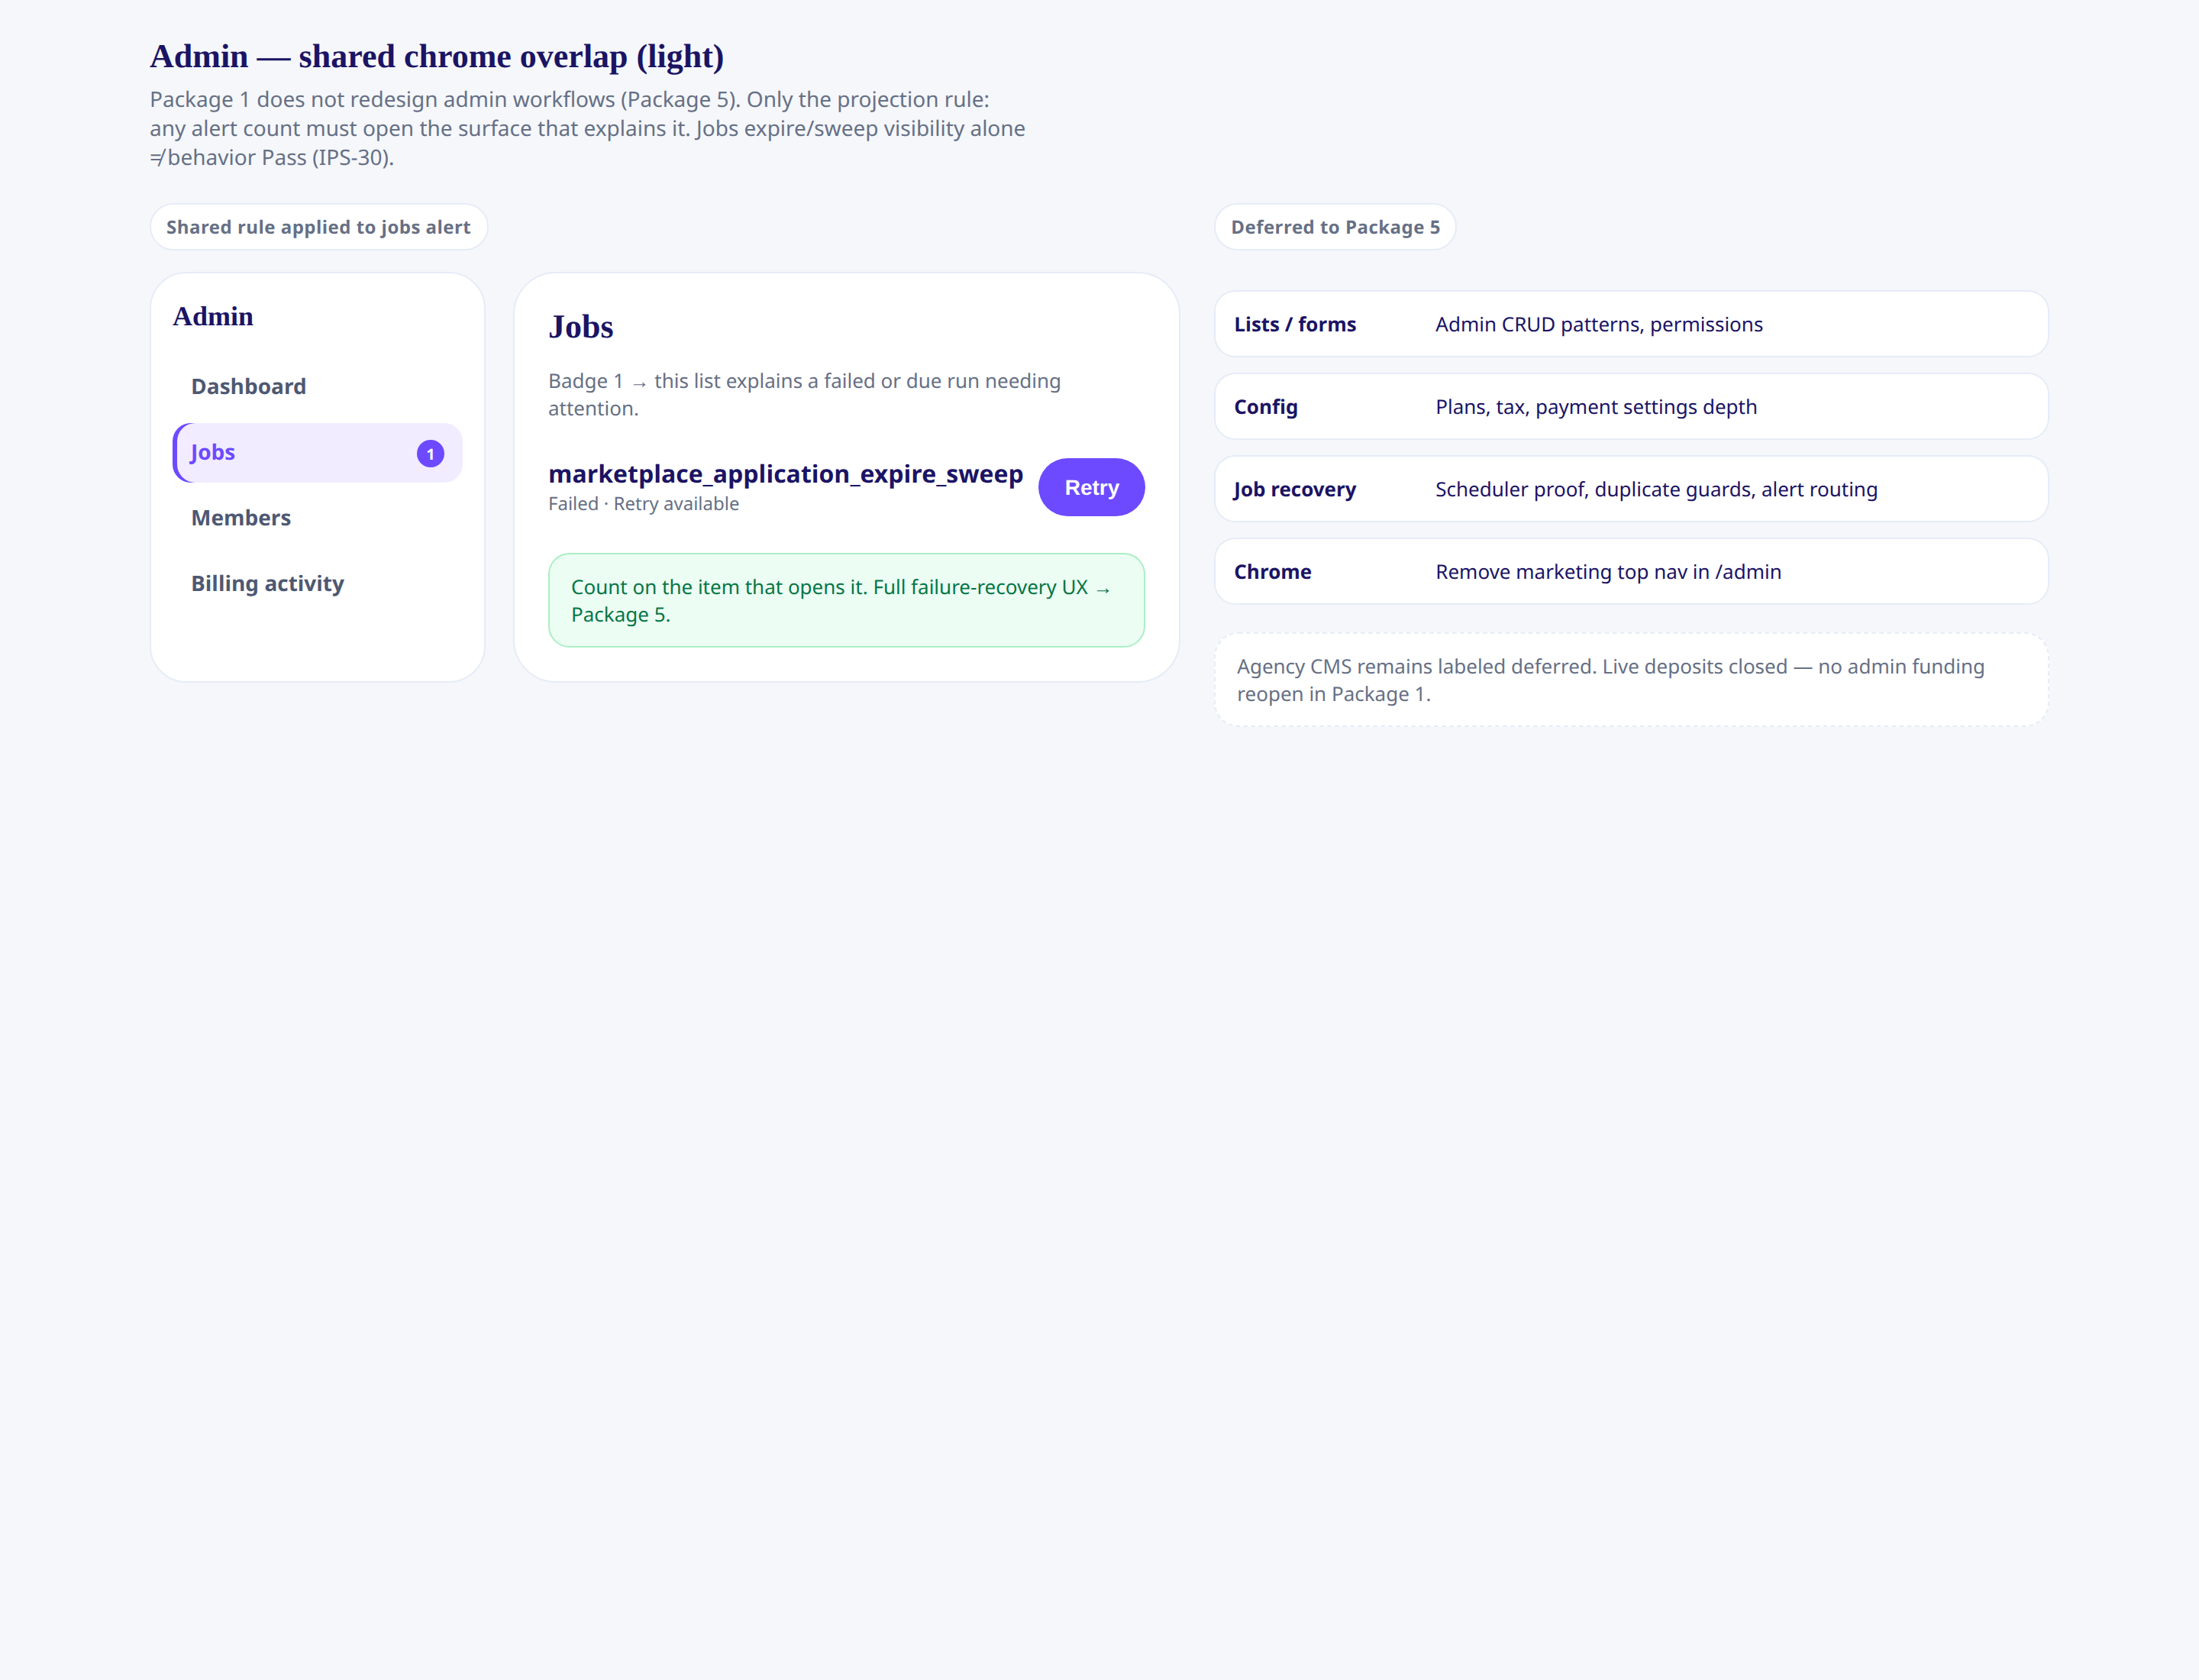 Admin — shared chrome overlap (light)
Package 1 does not redesign admin workflows (Package 5). Only the projection rule:
any alert count must open the surface that explains it. Jobs expire/sweep visibility alone
≠ behavior Pass (IPS-30).
Shared rule applied to jobs alert
Admin
Dashboard
Jobs 1
Members
Billing activity
Jobs
Badge 1 → this list explains a failed or due run needing
attention.
marketplace_application_expire_sweep
Failed · Retry available
Retry
Count on the item that opens it. Full failure-recovery UX →
Package 5.
Deferred to Package 5
Lists / forms Admin CRUD patterns, permissions
Config Plans, tax, payment settings depth
Job recovery Scheduler proof, duplicate guards, alert routing
Chrome Remove marketing top nav in /admin
Agency CMS remains labeled deferred. Live deposits closed — no admin funding
reopen in Package 1.